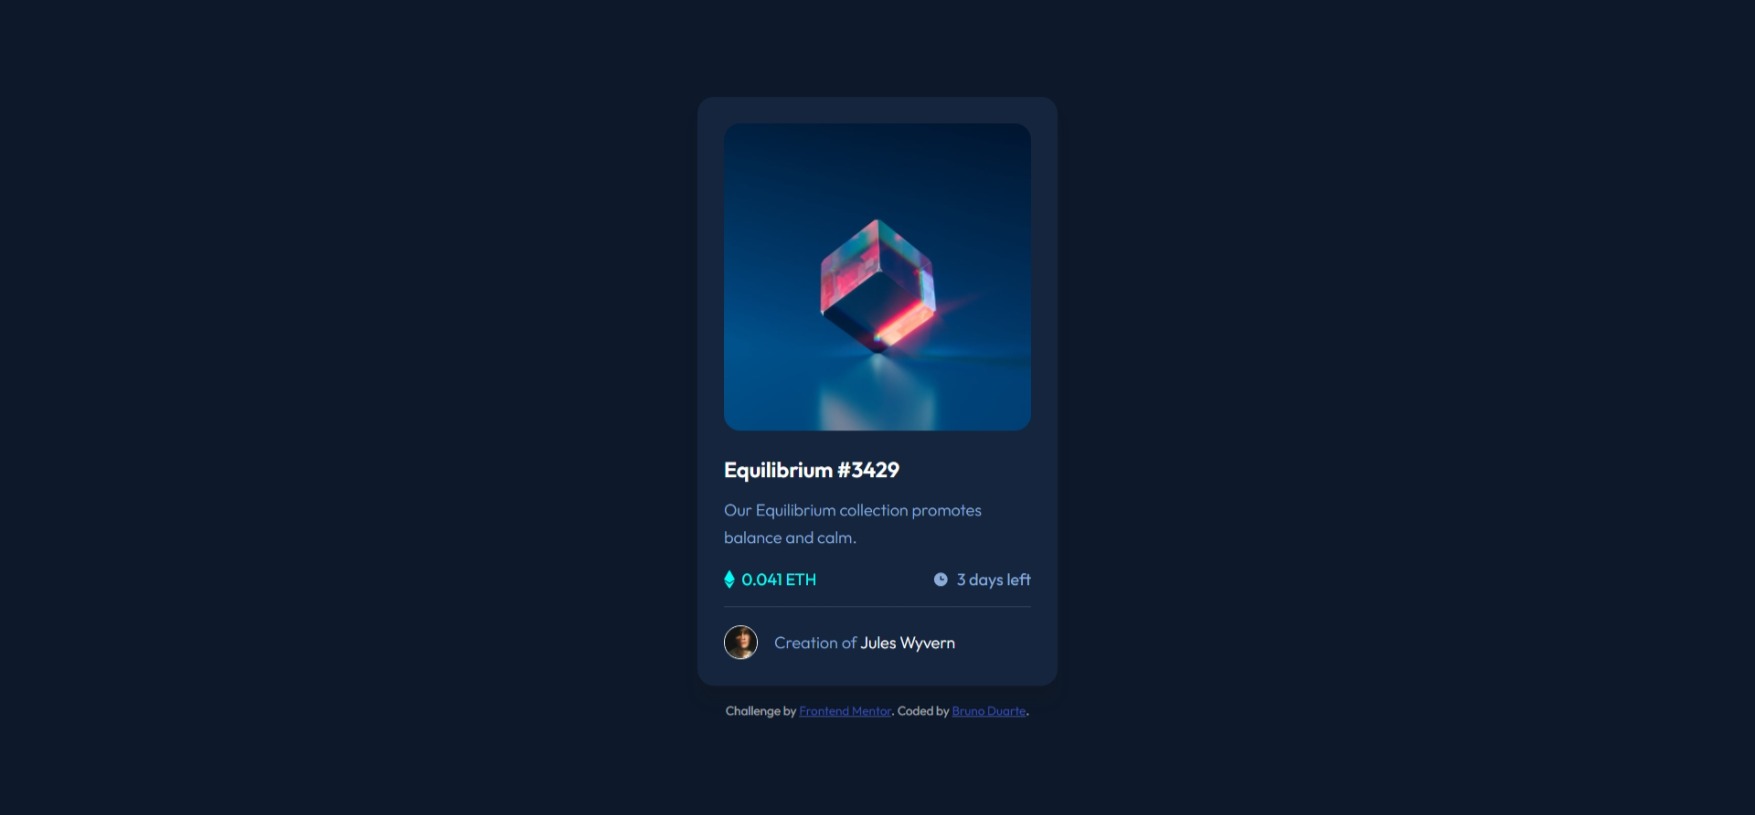 Equilibrium #3429
Our Equilibrium collection promotes
balance and calm.
0.041 ETH 3 days left
Creation of Jules Wyvern
Challenge by Frontend Mentor. Coded by Bruno Duarte.